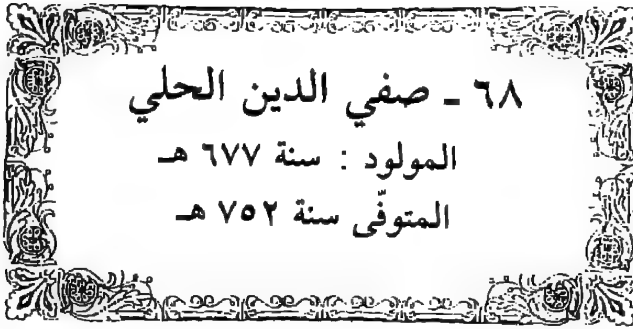 ٦٨ ـ صفي الدين الحلي
المولود : سنة ٦٧٧ هـ
المتوفّى سنة ٧٥٢ هـ